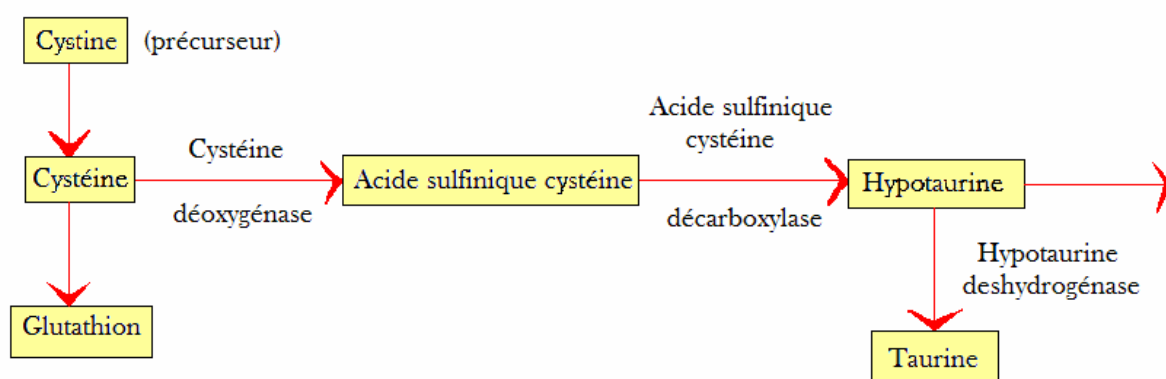 Cystine (précurseur)
Acide sulfinique
cystéine
Cystéine
Cystéine
déoxygénase
Acide sulfinique cystéine
décarboxylase
Hypotaurine
Hypotaurine
deshydrogénase
Glutathion
Taurine